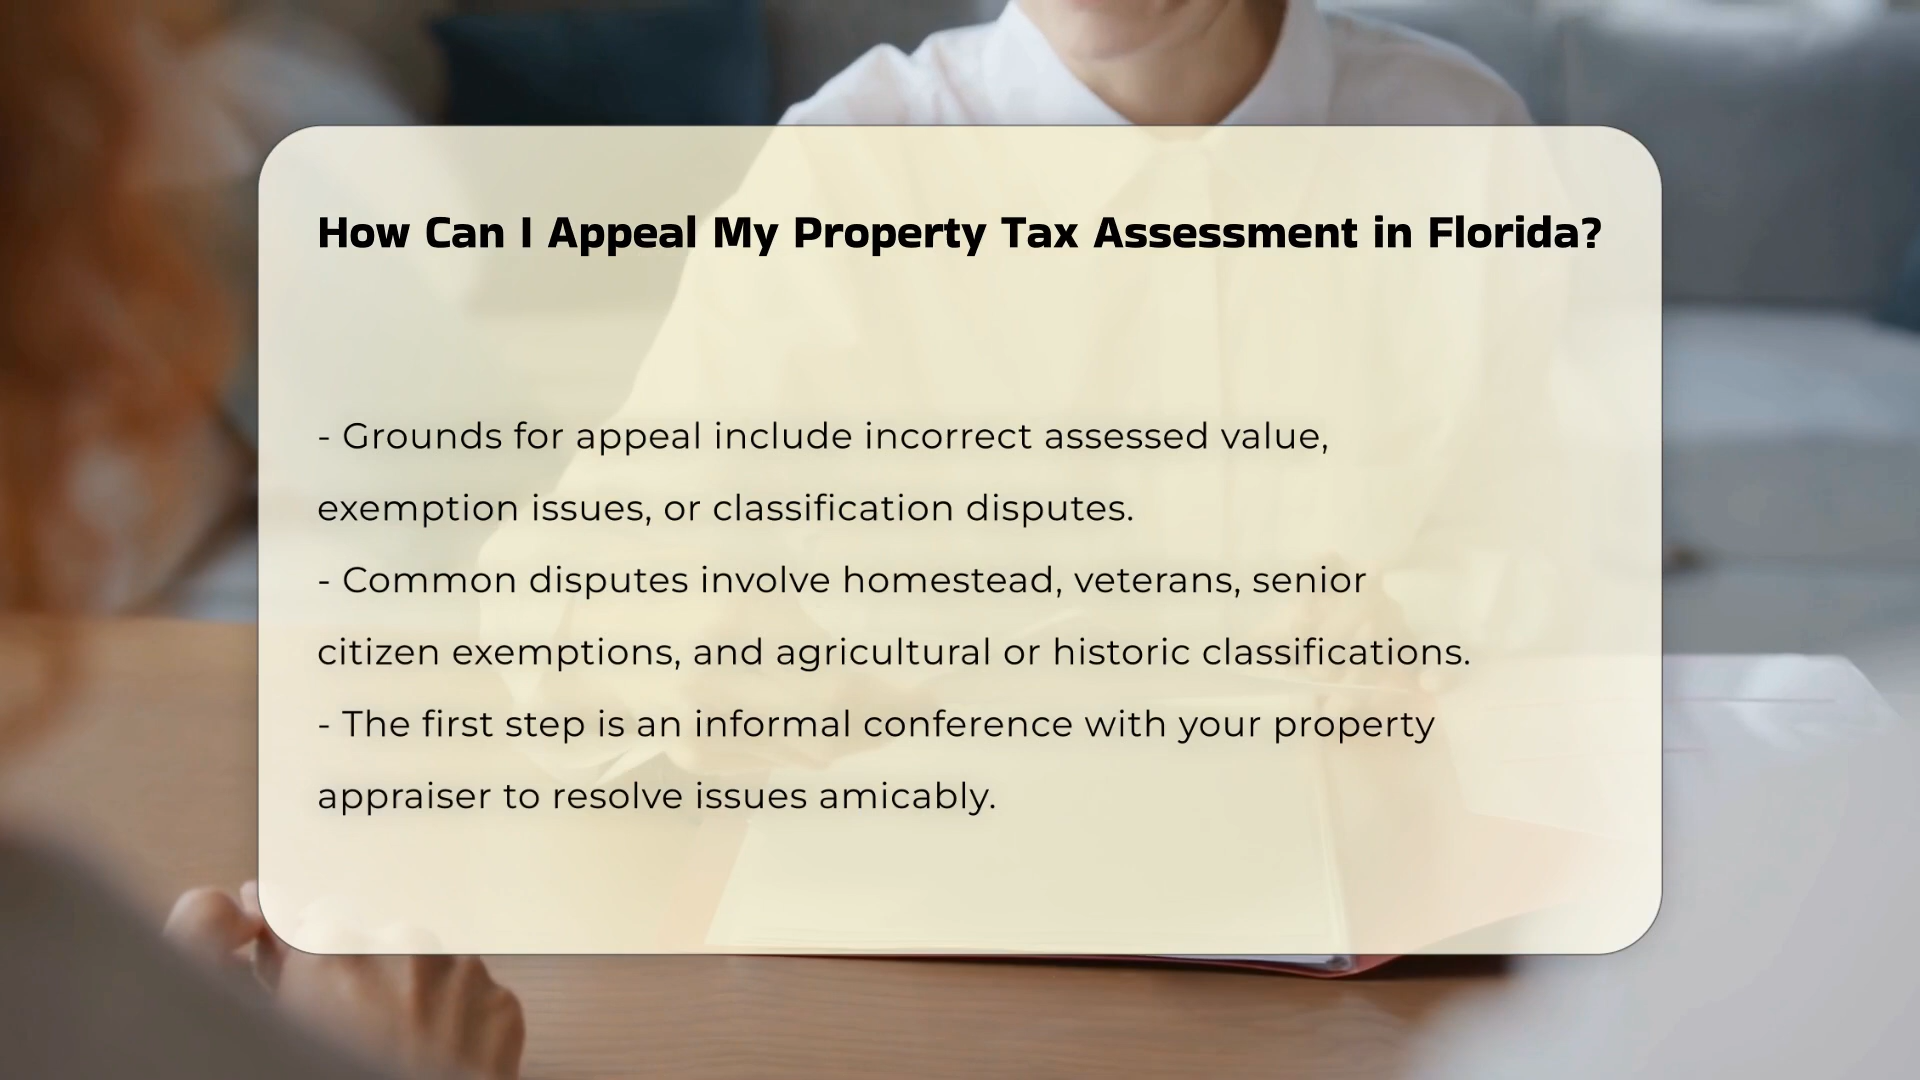 How Can I Appeal My Property Tax Assessment in Florida?
- Grounds for appeal include incorrect assessed value,
exemption issues, or classification disputes.
- Common disputes involve homestead, veterans, senior
citizen exemptions, and agricultural or historic classifications.
- The first step is an informal conference with your property
appraiser to resolve issues amicably.